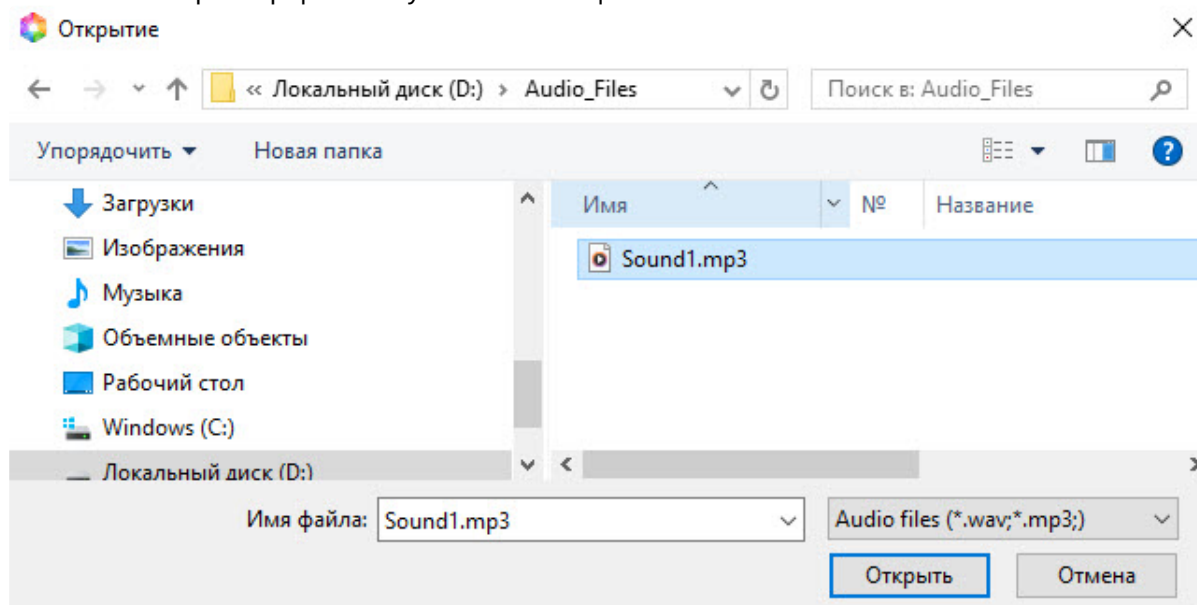 Открытие
« Локальный диск (D:) › Audio_Files
Поиск в: Audio_Files
Упорядочить
Новая папка
Загрузки
Изображения
Музыка
Объемные объекты
Рабочий стол
Windows (C:)
Локальный диск (D:)
Имя
№
Название
Sound1.mp3
Имя файла: Sound1.mp3
Audio files (*.wav;*.mp3;)
Открыть
Отмена